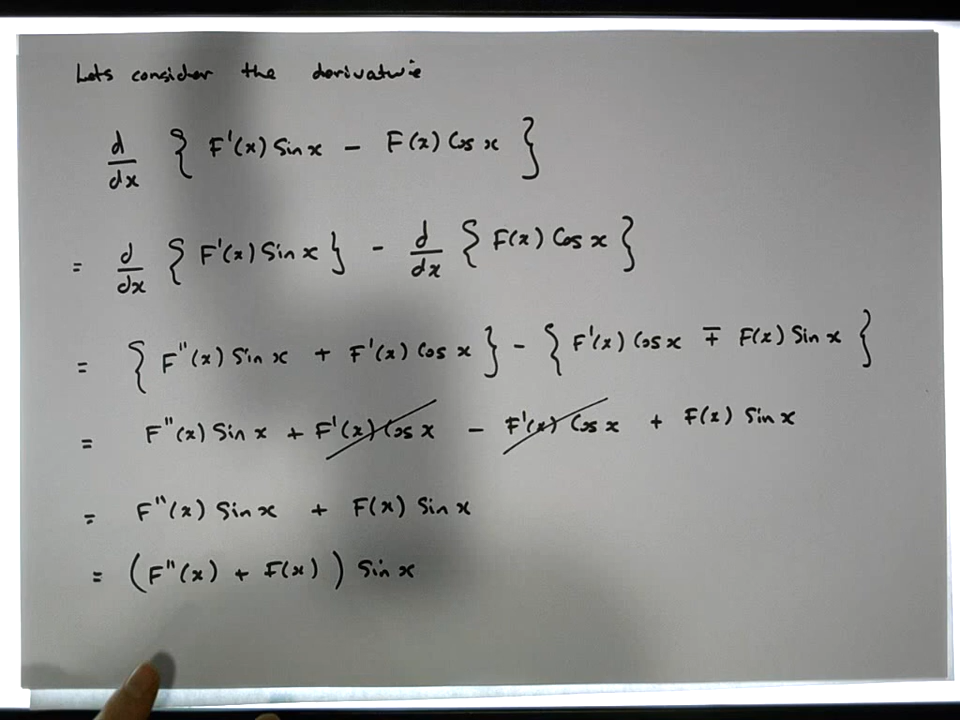 Lets consider the derivative
d/dx { F'(x) Sin x - F(x) Cos x }
= d/dx { F'(x) Sin x } - d/dx { F(x) Cos x }
= { F''(x) Sin x + F'(x) Cos x } - { F'(x) Cos x ∓ F(x) Sin x }
= F''(x) Sin x + F'(x) Cos x - F'(x) Cos x + F(x) Sin x
= F''(x) Sin x + F(x) Sin x
= (F''(x) + F(x)) Sin x